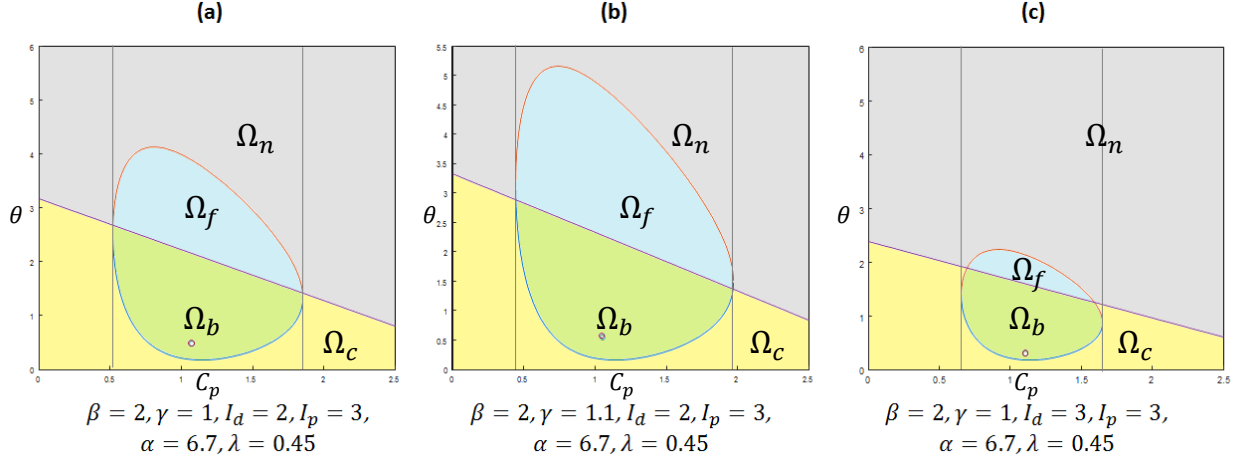 (a)
6
5
4
3
2
1
0
θ
Ω_n
Ω_f
Ω_b
Ω_c
0 0.5 1 1.5 2 2.5
C_p
β = 2, γ = 1, I_d = 2, I_p = 3,
α = 6.7, λ = 0.45
(b)
5.5
5
4.5
4
3.5
3
2.5
2
1.5
1
0.5
0
θ
Ω_n
Ω_f
Ω_b
Ω_c
0 0.5 1 1.5 2 2.5
C_p
β = 2, γ = 1.1, I_d = 2, I_p = 3,
α = 6.7, λ = 0.45
(c)
6
5
4
3
2
1
0
θ
Ω_n
Ω_f
Ω_b
Ω_c
0 0.5 1 1.5 2 2.5
C_p
β = 2, γ = 1, I_d = 3, I_p = 3,
α = 6.7, λ = 0.45